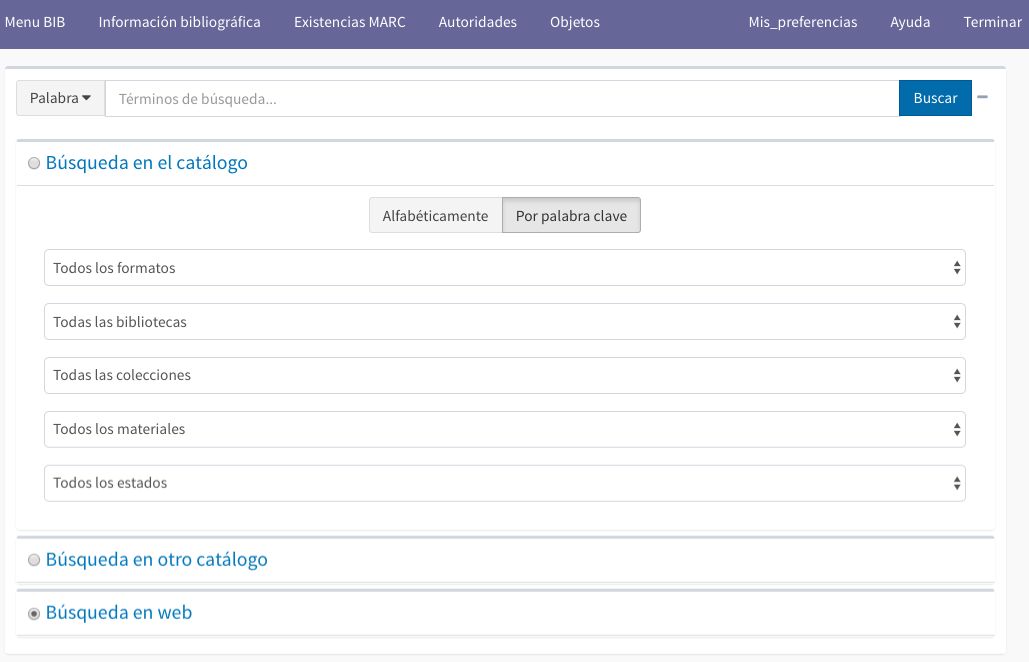 Menu BIB Información bibliográfica Existencias MARC Autoridades Objetos Mis_preferencias Ayuda Terminar
Palabra Términos de búsqueda... Buscar
Búsqueda en el catálogo
Alfabéticamente Por palabra clave
Todos los formatos
Todas las bibliotecas
Todas las colecciones
Todos los materiales
Todos los estados
Búsqueda en otro catálogo
Búsqueda en web